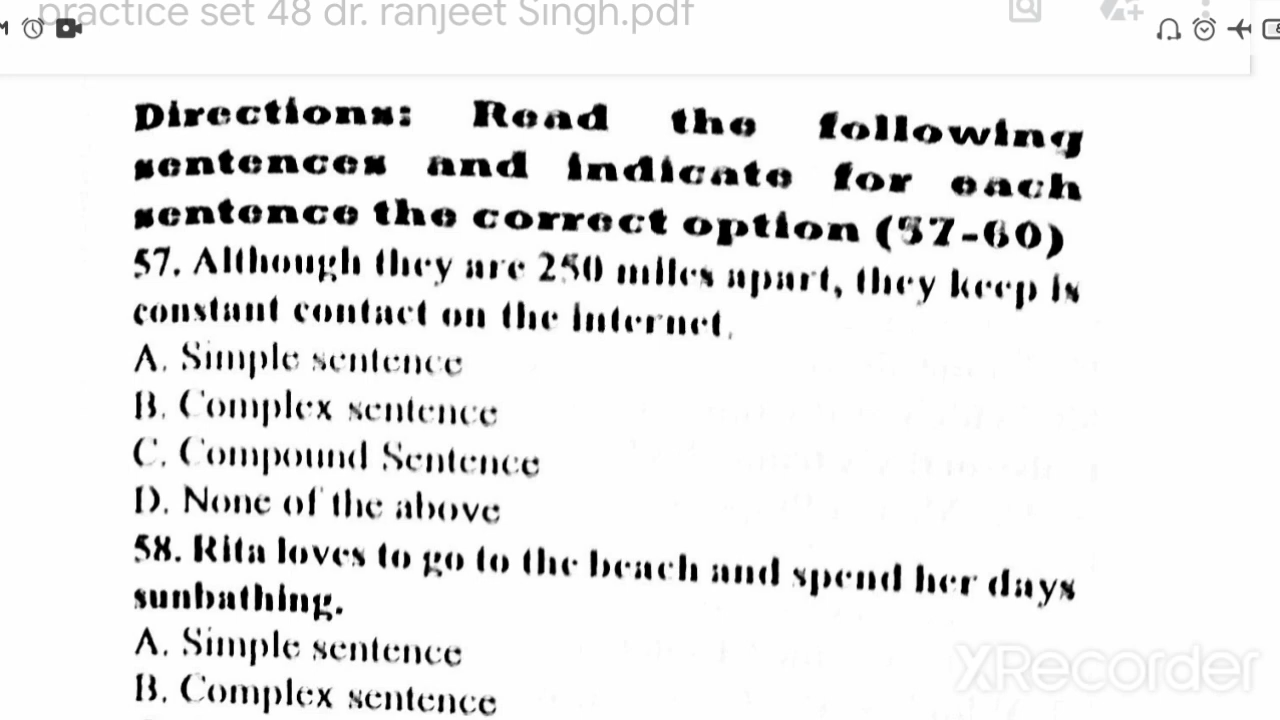 practice set 48 dr. ranjeet Singh.pdf
Directions: Read the following
sentences and indicate for each
sentence the correct option (57-60)
57. Although they are 250 miles apart, they keep is
constant contact on the internet.
A. Simple sentence
B. Complex sentence
C. Compound Sentence
D. None of the above
58. Rita loves to go to the beach and spend her days
sunbathing.
A. Simple sentence
B. Complex sentence
XRecorder